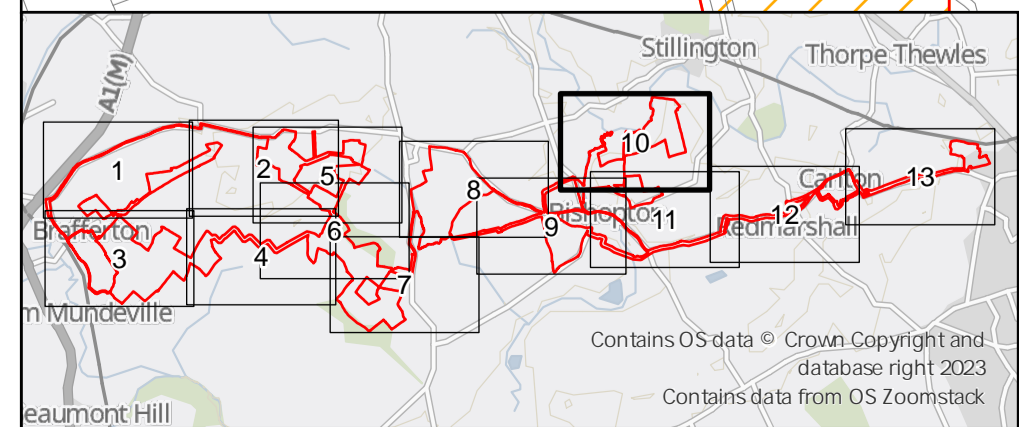 Stillington
Thorpe Thewles
A1(M)
10
1
2
5
Carlton
13
8
Brafferton
Bishopton
11
12
Redmarshall
6
9
3
4
7
m Mundeville
Contains OS data © Crown Copyright and
database right 2023
Contains data from OS Zoomstack
eaumont Hill